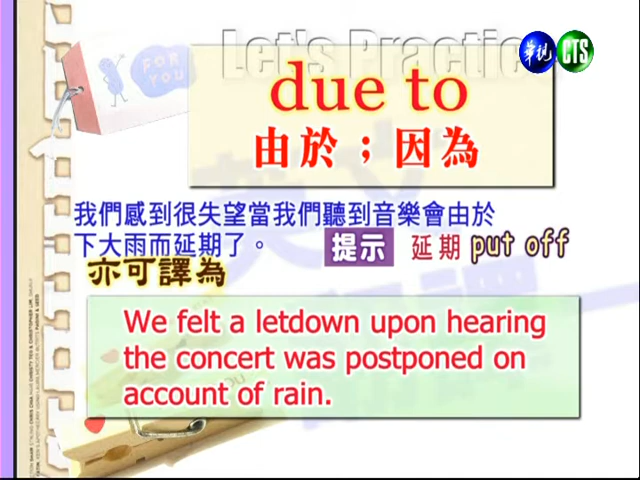 Let's Practice
華視 CTS
FOR YOU
due to
由於；因為
我們感到很失望當我們聽到音樂會由於
下大雨而延期了。 提示 延期 put off
亦可譯為
We felt a letdown upon hearing
the concert was postponed on
account of rain.